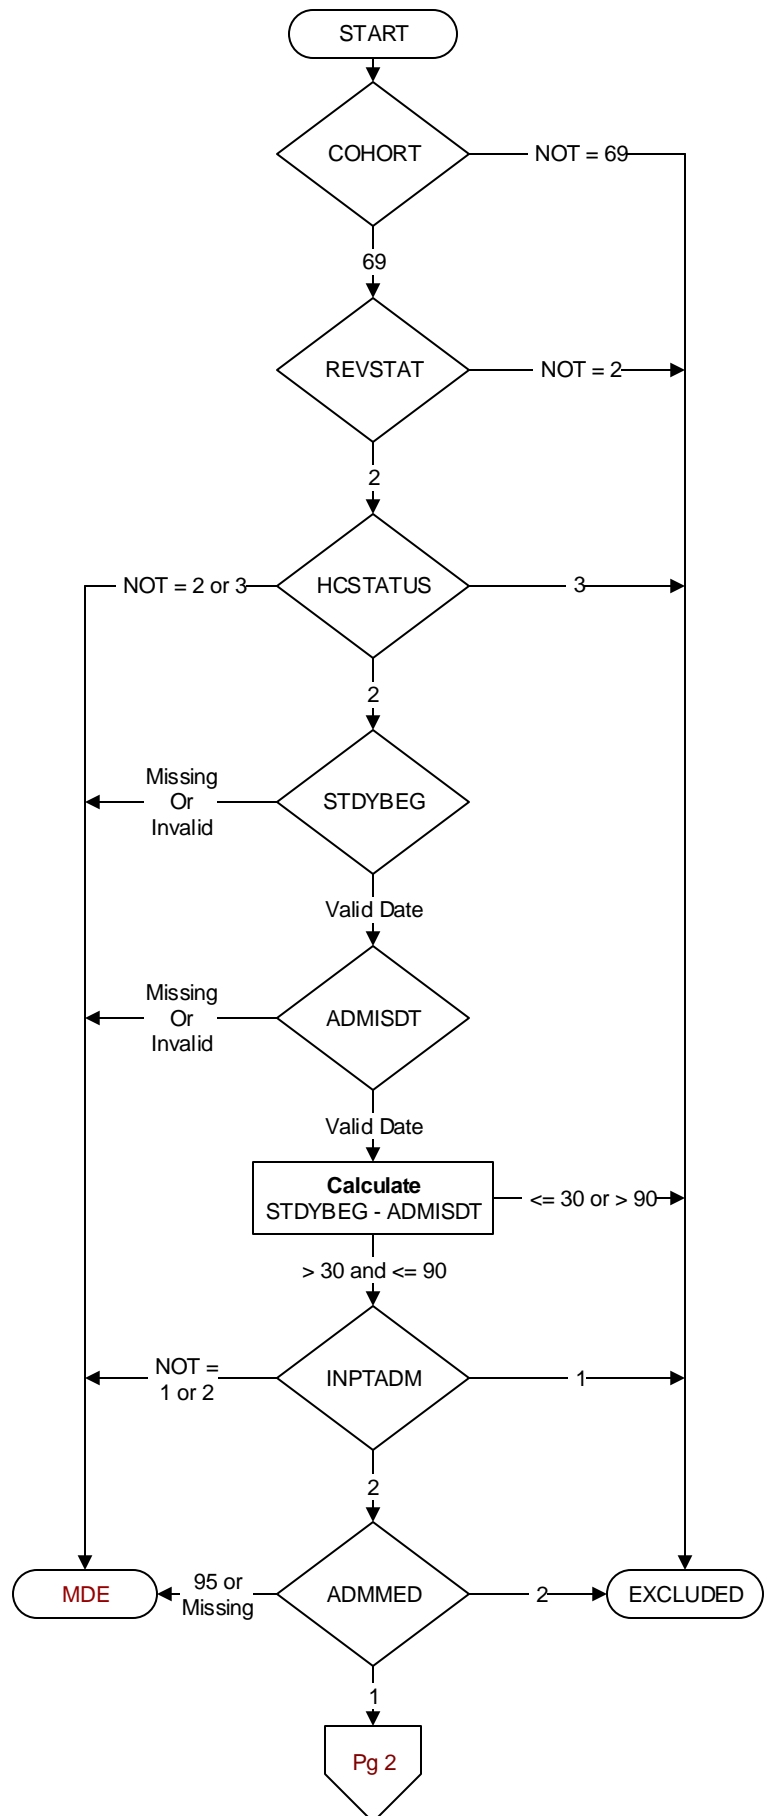 START
COHORT
NOT = 69
69
REVSTAT
NOT = 2
2
NOT = 2 or 3
HCSTATUS
3
2
Missing
Or
Invalid
STDYBEG
Valid Date
Missing
Or
Invalid
ADMISDT
Valid Date
Calculate
STDYBEG - ADMISDT
<= 30 or > 90
> 30 and <= 90
NOT =
1 or 2
INPTADM
1
2
MDE
95 or
Missing
ADMMED
2
EXCLUDED
1
Pg 2